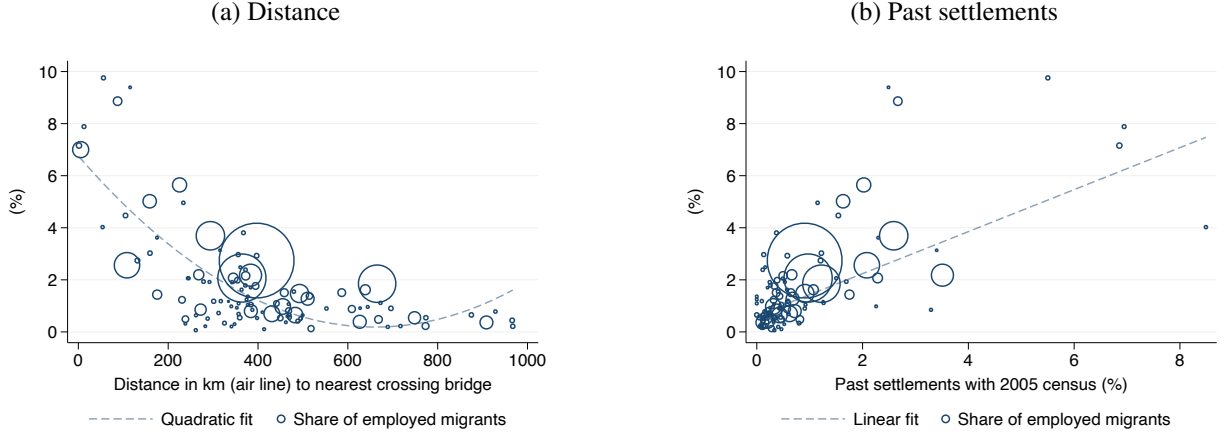 (a) Distance
10
8
6
4
2
0
(%)
0 200 400 600 800 1000
Distance in km (air line) to nearest crossing bridge
Quadratic fit Share of employed migrants
(b) Past settlements
10
8
6
4
2
0
(%)
0 2 4 6 8
Past settlements with 2005 census (%)
Linear fit Share of employed migrants